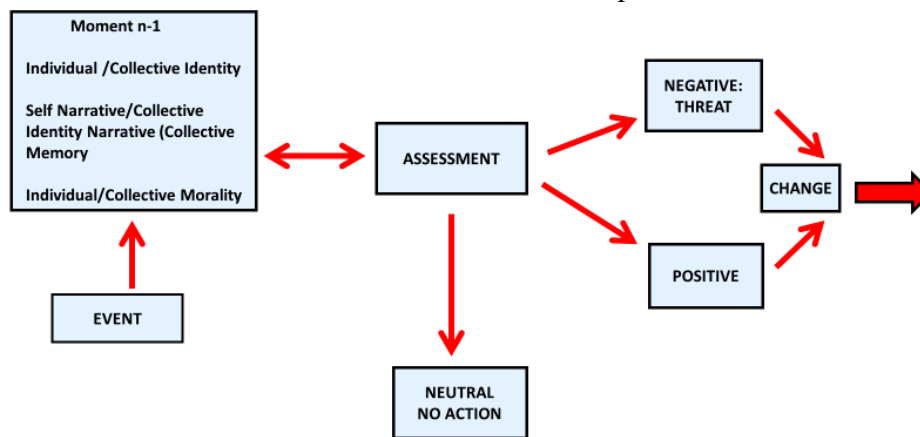 Moment n-1
Individual /Collective Identity
Self Narrative/Collective
Identity Narrative (Collective
Memory
Individual/Collective Morality
EVENT
ASSESSMENT
NEUTRAL
NO ACTION
NEGATIVE:
THREAT
POSITIVE
CHANGE